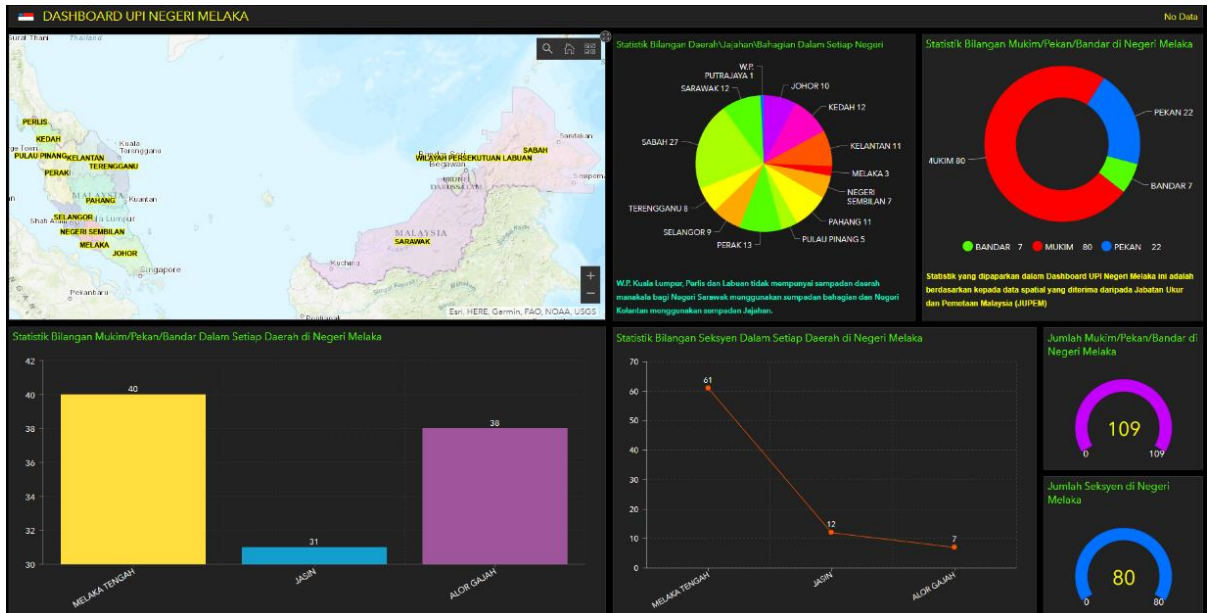 DASHBOARD UPI NEGERI MELAKA
No Data
Surat Thani
Thailand
PERLIS
KEDAH
PULAU PINANG
KELANTAN
Kuala
Terengganu
TERENGGANU
PERAK
MALAYSIA
PAHANG
Kuantan
SELANGOR
NEGERI SEMBILAN
MELAKA
JOHOR
Singapore
Pekanbaru
Begawan
WILAYAH PERSEKUTUAN LABUAN
SABAH
Sandakan
MALAYSIA
SARAWAK
Kuching
Esri, HERE, Garmin, FAO, NOAA, USGS
Statistik Bilangan Daerah\Jajahan\Bahagian Dalam Setiap Negeri
W.P.
PUTRAJAYA 1
JOHOR 10
SARAWAK 12
KEDAH 12
SABAH 27
KELANTAN 11
MELAKA 3
NEGERI
SEMBILAN 7
TERENGGANU 8
PAHANG 11
SELANGOR 9
PULAU PINANG 5
PERAK 13
W.P. Kuala Lumpur, Perlis dan Labuan tidak mempunyai sempadan daerah
manakala bagi Negeri Sarawak menggunakan sempadan bahagian dan Negeri
Kelantan menggunakan sempadan Jajahan.
Statistik Bilangan Mukim/Pekan/Bandar di Negeri Melaka
PEKAN 22
MUKIM 80
BANDAR 7
BANDAR 7 MUKIM 80 PEKAN 22
Statistik yang dipaparkan dalam Dashboard UPI Negeri Melaka ini adalah
berdasarkan kepada data spatial yang diterima daripada Jabatan Ukur
dan Pemetaan Malaysia (JUPEM)
Statistik Bilangan Mukim/Pekan/Bandar Dalam Setiap Daerah di Negeri Melaka
42
40
38
36
34
32
30
40
31
38
MELAKA TENGAH
JASIN
ALOR GAJAH
Statistik Bilangan Seksyen Dalam Setiap Daerah di Negeri Melaka
70
60
50
40
30
20
10
0
61
12
7
MELAKA TENGAH
JASIN
ALOR GAJAH
Jumlah Mukim/Pekan/Bandar di
Negeri Melaka
109
0
109
Jumlah Seksyen di Negeri
Melaka
80
0
80